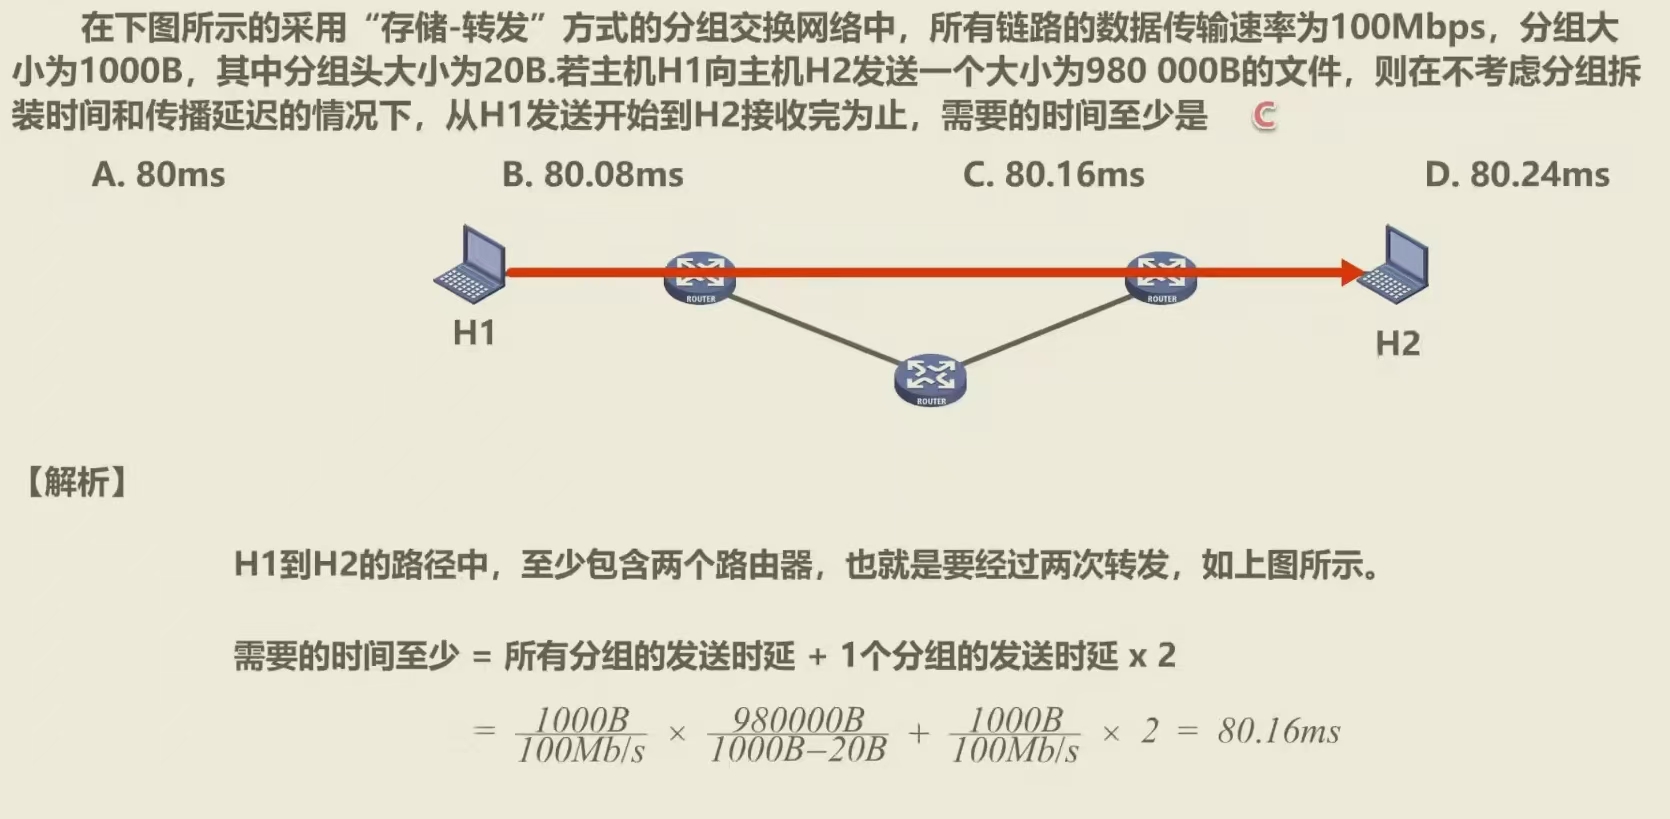 在下图所示的采用“存储-转发”方式的分组交换网络中，所有链路的数据传输速率为100Mbps，分组大
小为1000B，其中分组头大小为20B.若主机H1向主机H2发送一个大小为980 000B的文件，则在不考虑分组拆
装时间和传播延迟的情况下，从H1发送开始到H2接收完为止，需要的时间至少是 C
A. 80ms B. 80.08ms C. 80.16ms D. 80.24ms
ROUTER ROUTER
H1 H2
ROUTER
【解析】
H1到H2的路径中，至少包含两个路由器，也就是要经过两次转发，如上图所示。
需要的时间至少 = 所有分组的发送时延 + 1个分组的发送时延 x 2
= 1000B/100Mb/s × 980000B/1000B−20B + 1000B/100Mb/s × 2 = 80.16ms